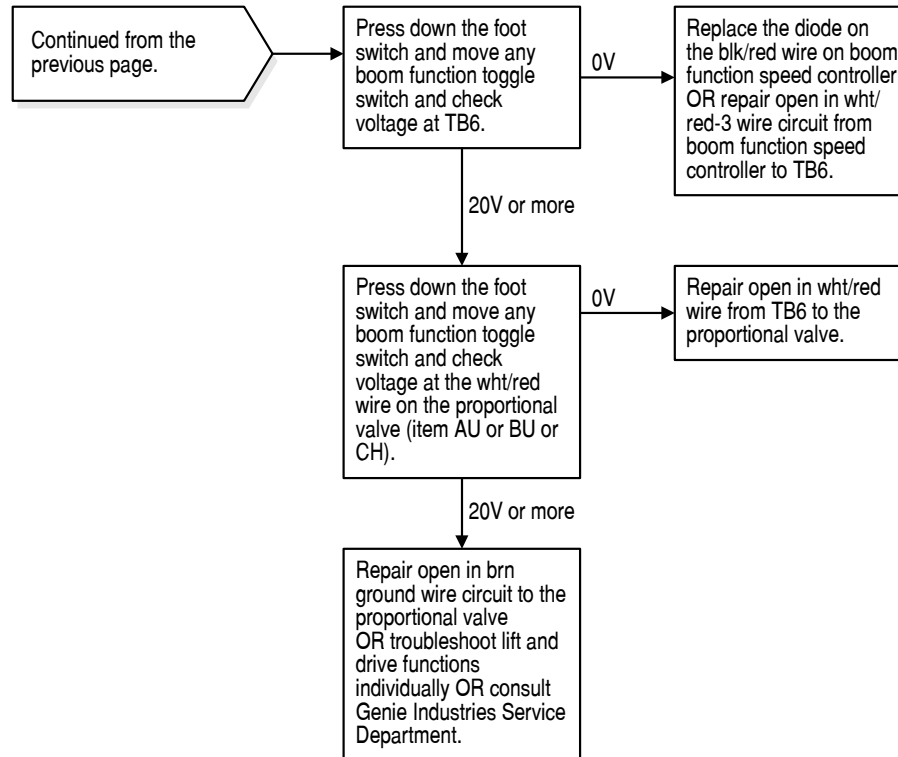 Continued from the
previous page.
Press down the foot
switch and move any
boom function toggle
switch and check
voltage at TB6.
0V
Replace the diode on
the blk/red wire on boom
function speed controller
OR repair open in wht/
red-3 wire circuit from
boom function speed
controller to TB6.
20V or more
Press down the foot
switch and move any
boom function toggle
switch and check
voltage at the wht/red
wire on the proportional
valve (item AU or BU or
CH).
0V
Repair open in wht/red
wire from TB6 to the
proportional valve.
20V or more
Repair open in brn
ground wire circuit to the
proportional valve
OR troubleshoot lift and
drive functions
individually OR consult
Genie Industries Service
Department.